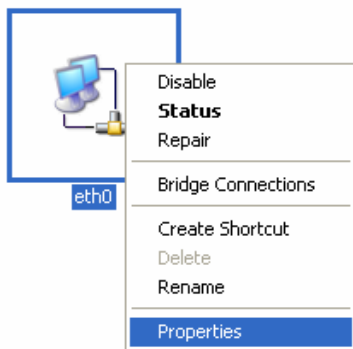 Disable
Status
Repair
Bridge Connections
eth0
Create Shortcut
Delete
Rename
Properties